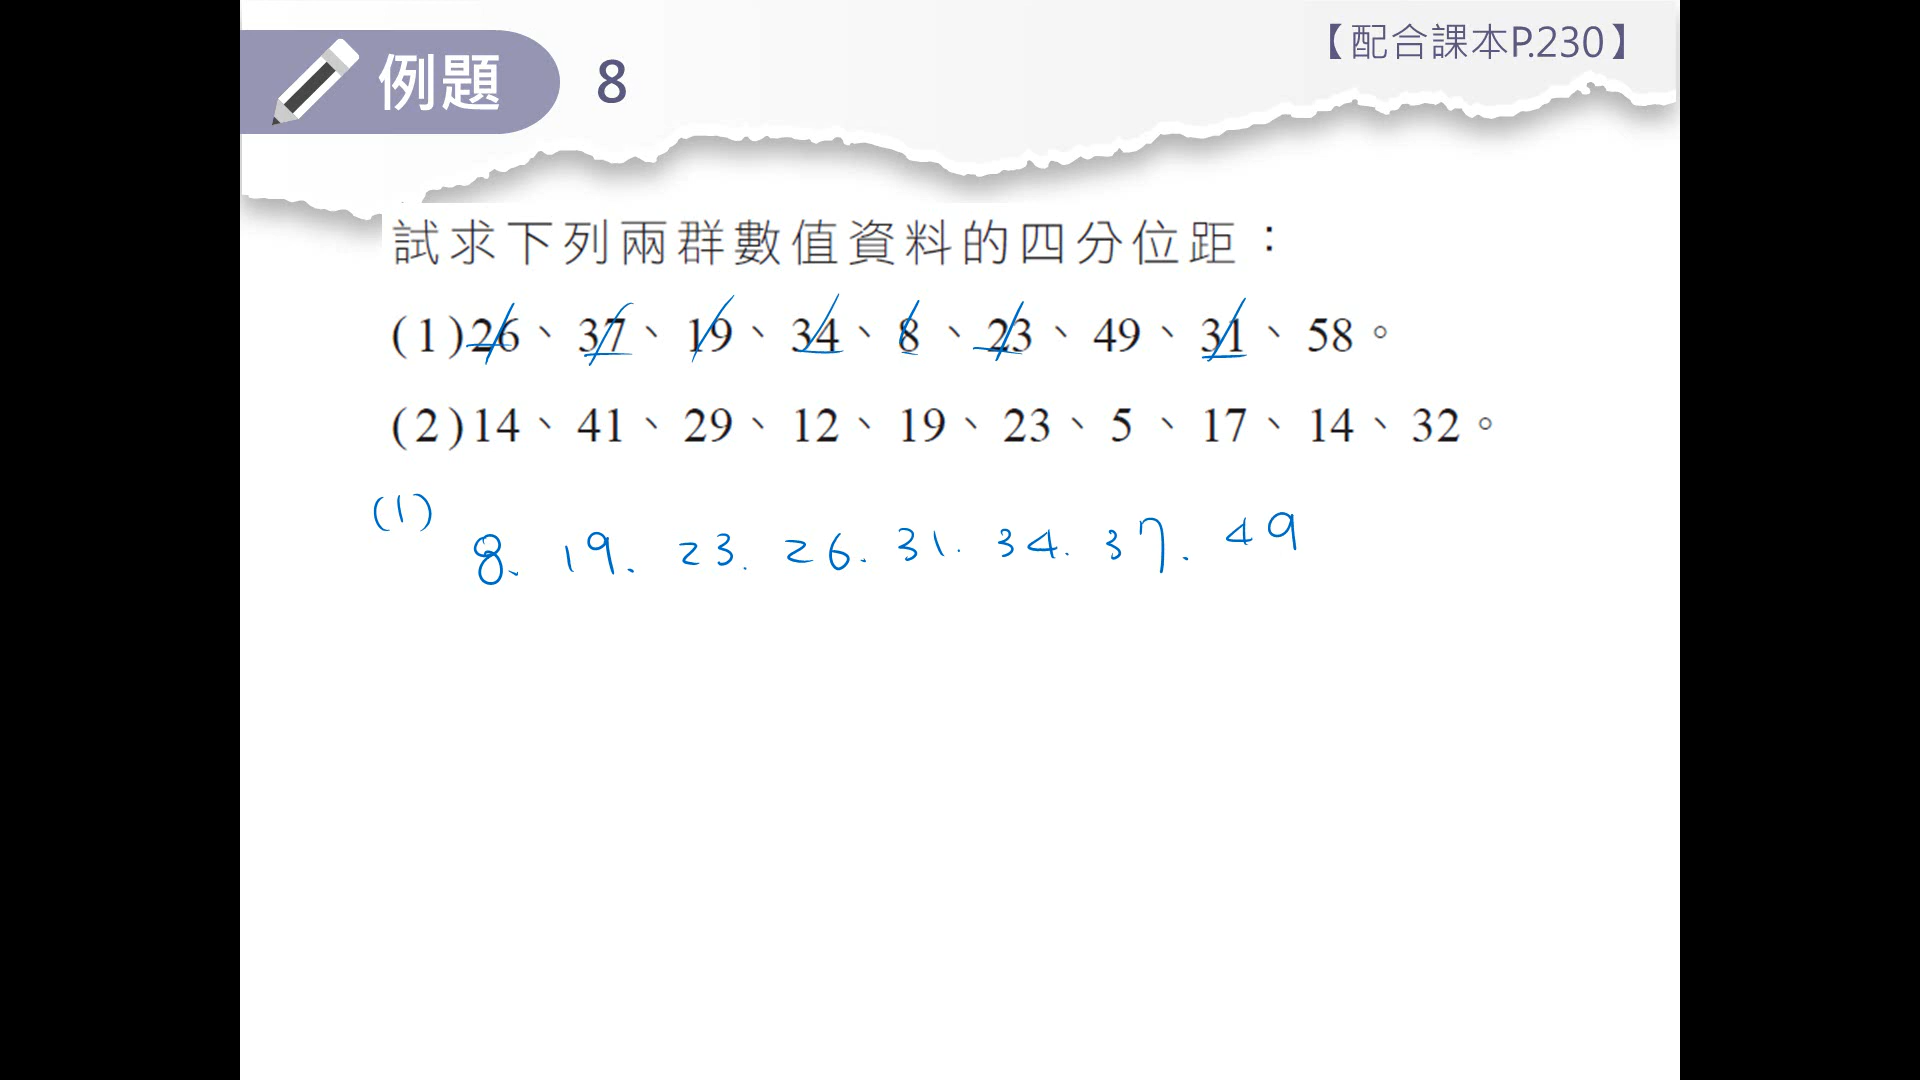 【配合課本P.230】
例題 8
試求下列兩群數值資料的四分位距：
(1)26、37、19、34、8、23、49、31、58。
(2)14、41、29、12、19、23、5、17、14、32。
(1)
8、19.23.26.31.34.37.49